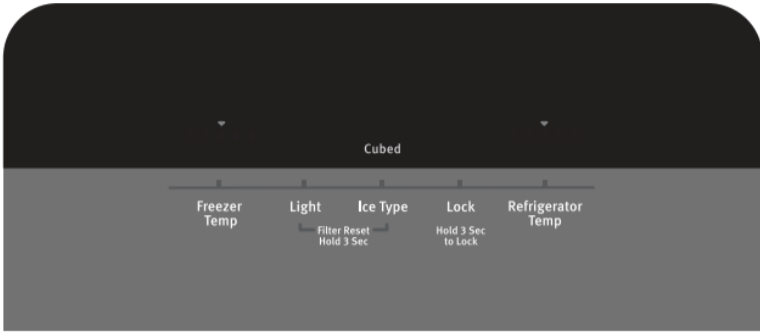 Cubed
Freezer
Temp
Light
Ice Type
Lock
Refrigerator
Temp
Filter Reset
Hold 3 Sec
Hold 3 Sec
to Lock